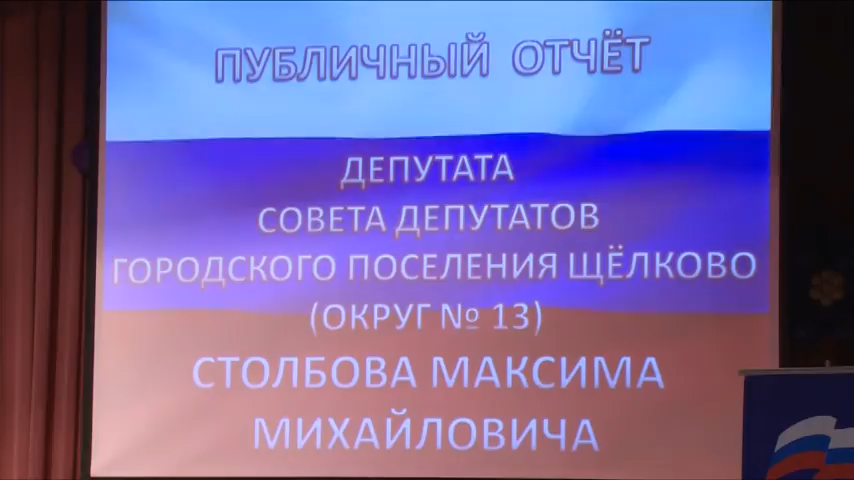 ПУБЛИЧНЫЙ ОТЧЁТ
ДЕПУТАТА
СОВЕТА ДЕПУТАТОВ
ГОРОДСКОГО ПОСЕЛЕНИЯ ЩЁЛКОВО
(ОКРУГ № 13)
СТОЛБОВА МАКСИМА
МИХАЙЛОВИЧА